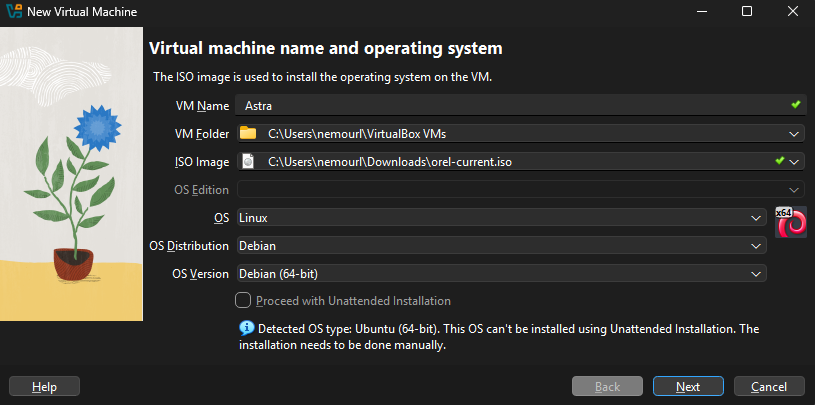 New Virtual Machine
Virtual machine name and operating system
The ISO image is used to install the operating system on the VM.
VM Name Astra
VM Folder C:\Users\nemourl\VirtualBox VMs
ISO Image C:\Users\nemourl\Downloads\orel-current.iso
OS Edition
OS Linux
x64
OS Distribution Debian
OS Version Debian (64-bit)
Proceed with Unattended Installation
Detected OS type: Ubuntu (64-bit). This OS can't be installed using Unattended Installation. The
installation needs to be done manually.
Help Back Next Cancel